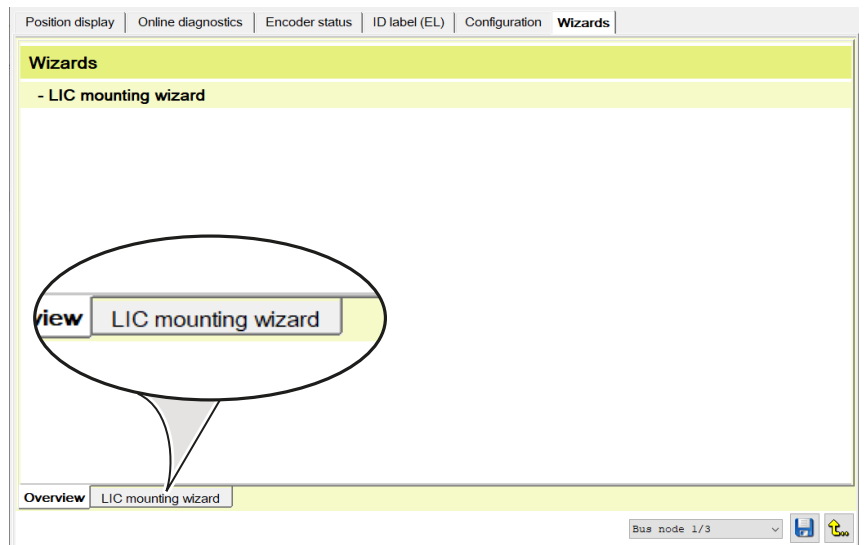 Position display Online diagnostics Encoder status ID label (EL) Configuration Wizards
Wizards
- LIC mounting wizard
view LIC mounting wizard
Overview LIC mounting wizard
Bus node 1/3